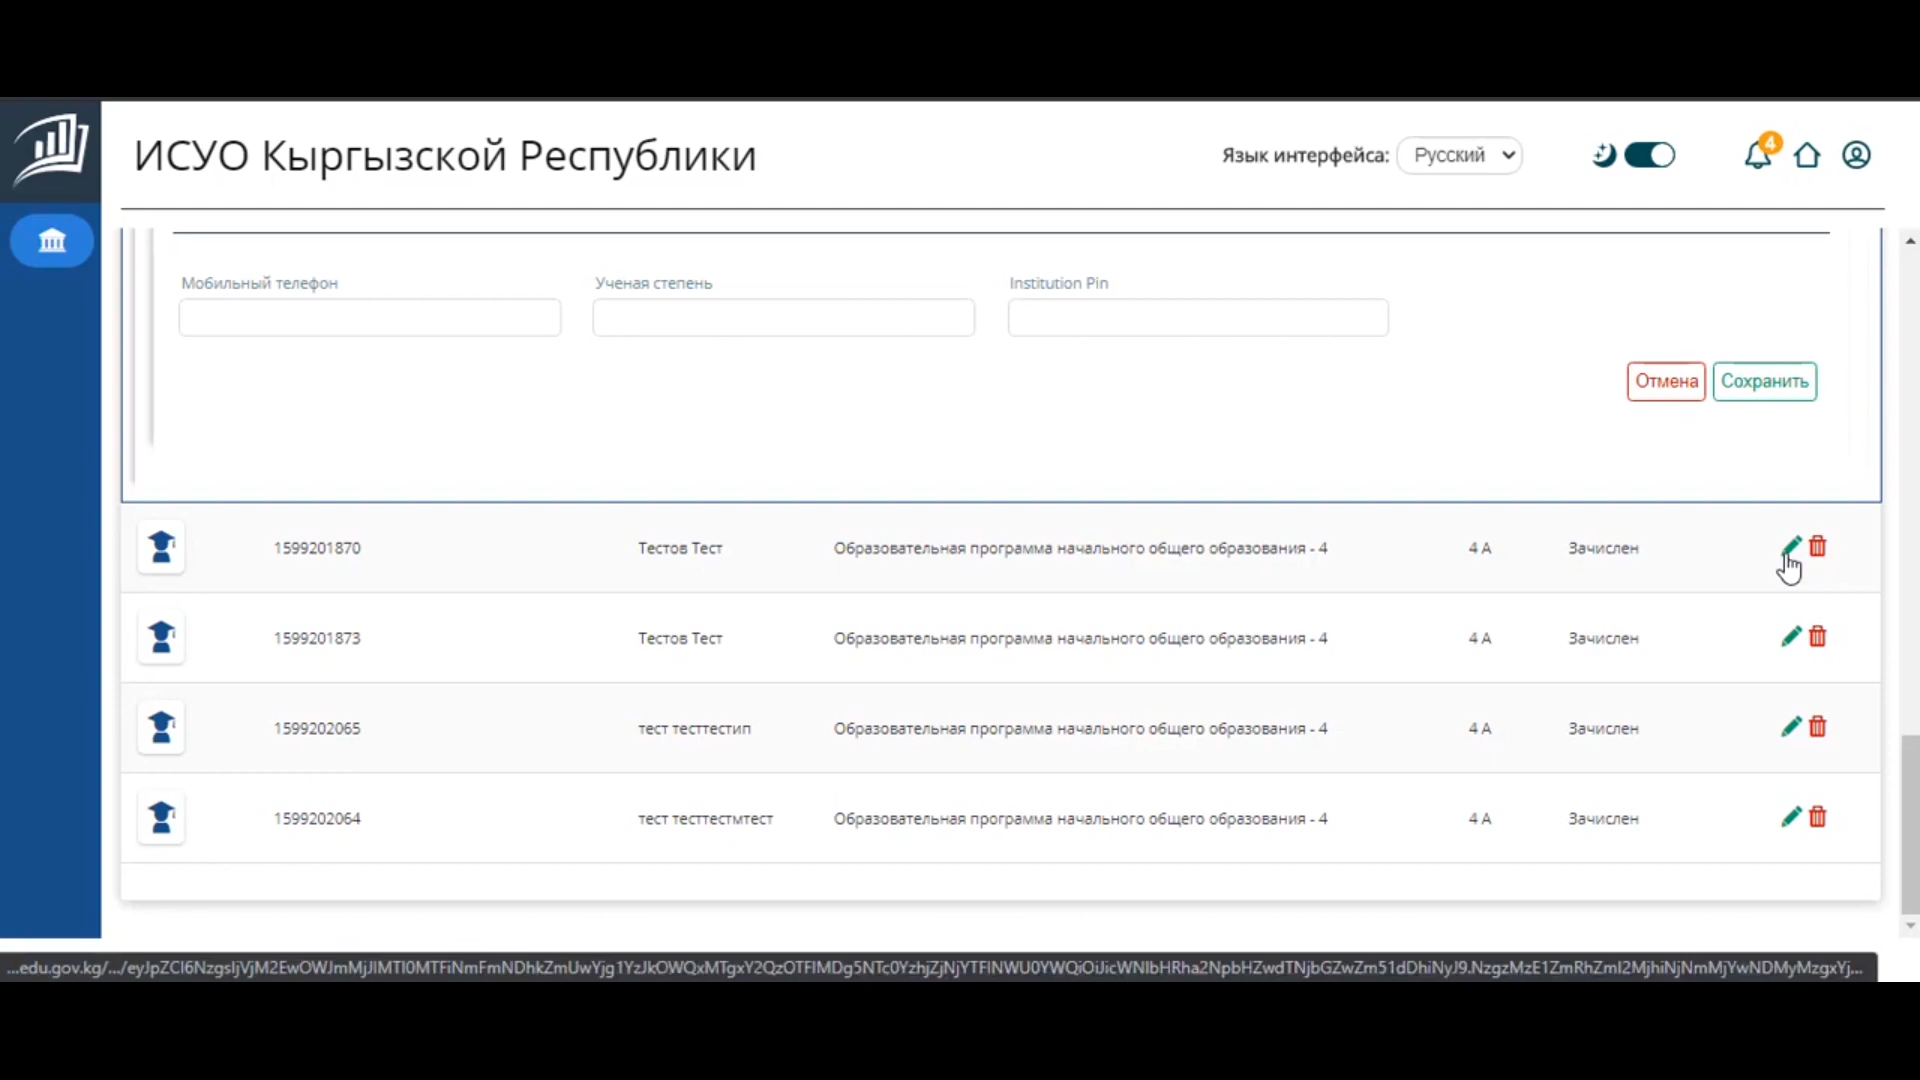 ИСУО Кыргызской Республики
Язык интерфейса: Русский
4
Мобильный телефон Ученая степень Institution Pin
Отмена Сохранить
1599201870 Тестов Тест Образовательная программа начального общего образования - 4 4 А Зачислен
1599201873 Тестов Тест Образовательная программа начального общего образования - 4 4 А Зачислен
1599202065 тест тесттестип Образовательная программа начального общего образования - 4 4 А Зачислен
1599202064 тест тесттестмтест Образовательная программа начального общего образования - 4 4 А Зачислен
...edu.gov.kg/.../